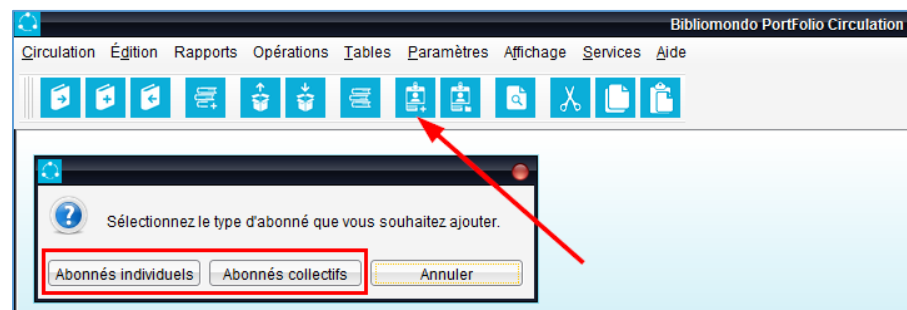 Bibliomondo PortFolio Circulation
Circulation Édition Rapports Opérations Tables Paramètres Affichage Services Aide
Sélectionnez le type d'abonné que vous souhaitez ajouter.
Abonnés individuels Abonnés collectifs Annuler